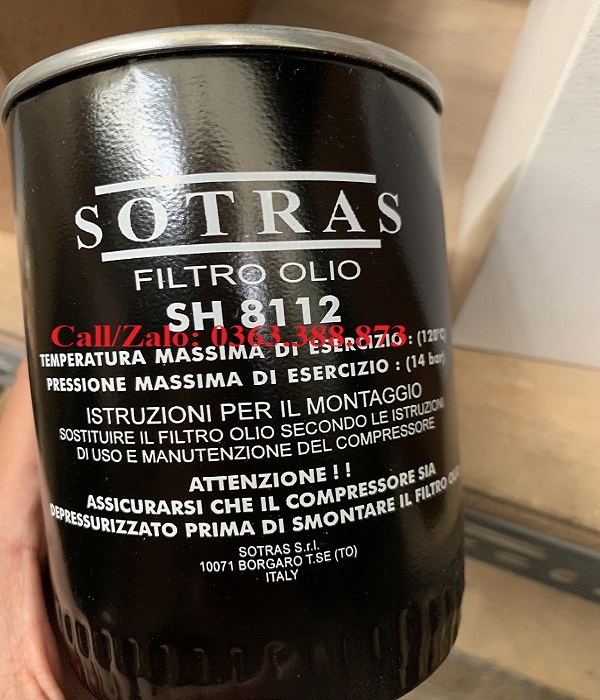 SOTRAS
FILTRO OLIO
SH 8112
Call/Zalo: 0363.388.873
TEMPERATURA MASSIMA DI ESERCIZIO : (120°C)
PRESSIONE MASSIMA DI ESERCIZIO : (14 bar)
ISTRUZIONI PER IL MONTAGGIO
SOSTITUIRE IL FILTRO OLIO SECONDO LE ISTRUZIONI
DI USO E MANUTENZIONE DEL COMPRESSORE
ATTENZIONE ! !
ASSICURARSI CHE IL COMPRESSORE SIA
DEPRESSURIZZATO PRIMA DI SMONTARE IL FILTRO OLIO
SOTRAS S.r.l.
10071 BORGARO T.SE (TO)
ITALY